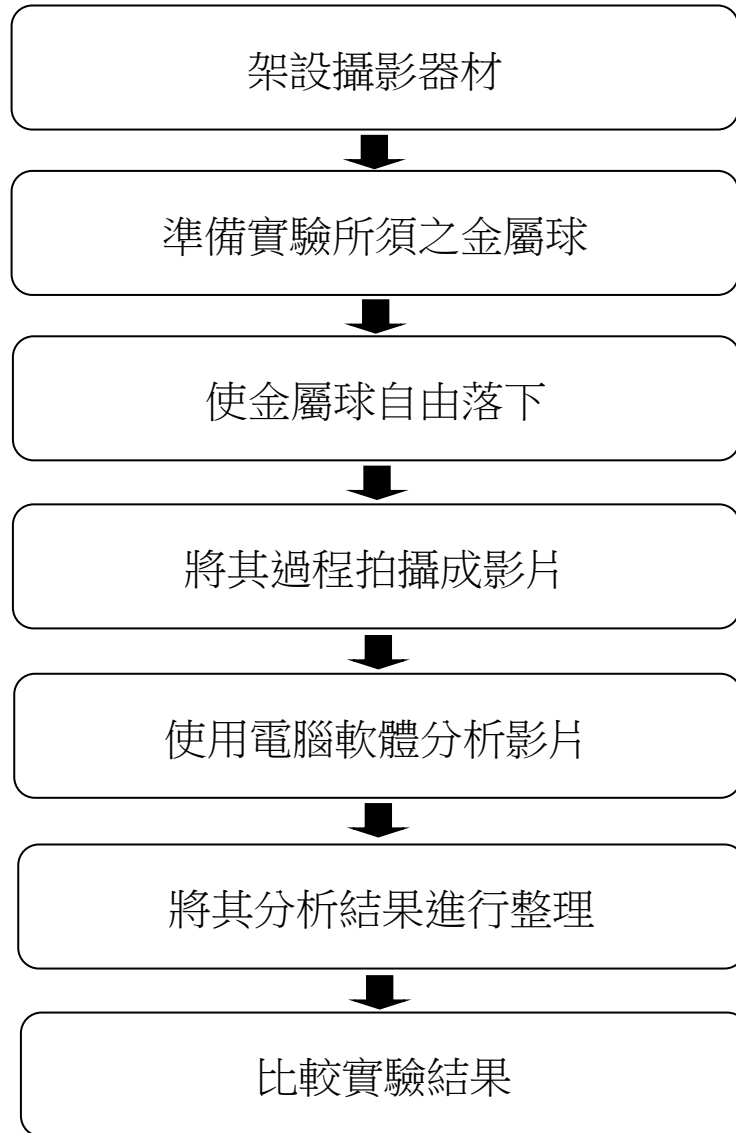 架設攝影器材
準備實驗所須之金屬球
使金屬球自由落下
將其過程拍攝成影片
使用電腦軟體分析影片
將其分析結果進行整理
比較實驗結果